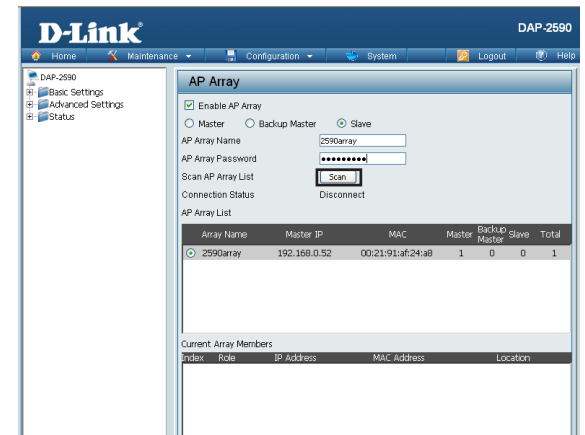 D-Link®
DAP-2590
Home Maintenance Configuration System Logout Help
DAP-2590
Basic Settings
Advanced Settings
Status
AP Array
Enable AP Array
Master Backup Master Slave
AP Array Name 2590array
AP Array Password •••••••••
Scan AP Array List Scan
Connection Status Disconnect
AP Array List
Array Name Master IP MAC Master Backup Master Slave Total
2590array 192.168.0.52 00:21:91:af:24:a8 1 0 0 1
Current Array Members
Index Role IP Address MAC Address Location